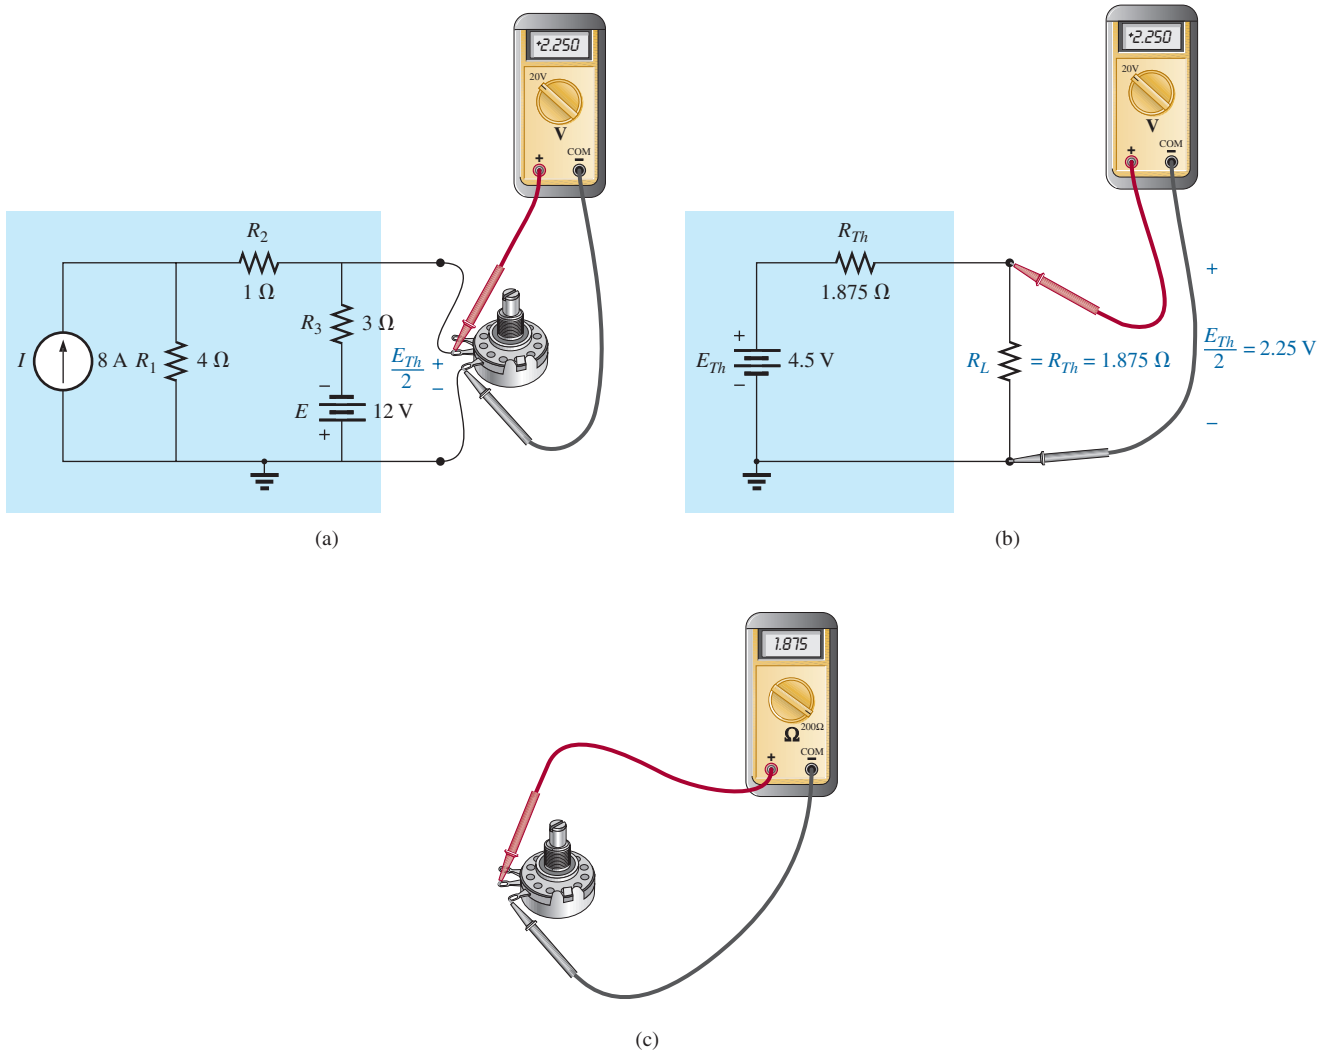 +2.250
20V
V
COM
+ −
R2
1 Ω
R3 3 Ω
I 8 A R1 4 Ω
ETh/2 + −
−
E 12 V
+
(a)
+2.250
20V
V
COM
+ −
RTh
1.875 Ω
+
ETh 4.5 V
−
RL = RTh = 1.875 Ω
+
ETh/2 = 2.25 V
−
(b)
1.875
200Ω
Ω
COM
+ −
(c)